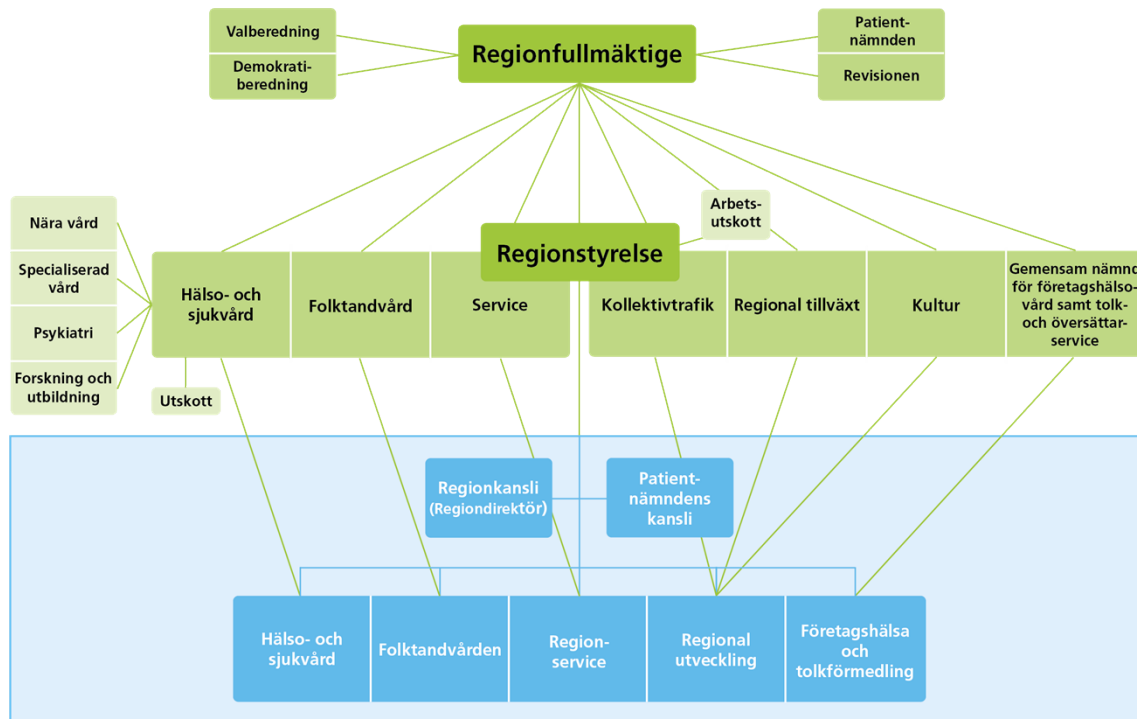 Valberedning
Demokrati-
beredning
Regionfullmäktige
Patient-
nämnden
Revisionen
Nära vård
Specialiserad
vård
Psykiatri
Forskning och
utbildning
Utskott
Arbets-
utskott
Regionstyrelse
Hälso- och
sjukvård
Folktandvård
Service
Kollektivtrafik
Regional tillväxt
Kultur
Gemensam nämnd
för företagshälso-
vård samt tolk-
och översättar-
service
Regionkansli
(Regiondirektör)
Patient-
nämndens
kansli
Hälso- och
sjukvård
Folktandvården
Region-
service
Regional
utveckling
Företagshälsa
och
tolkförmedling